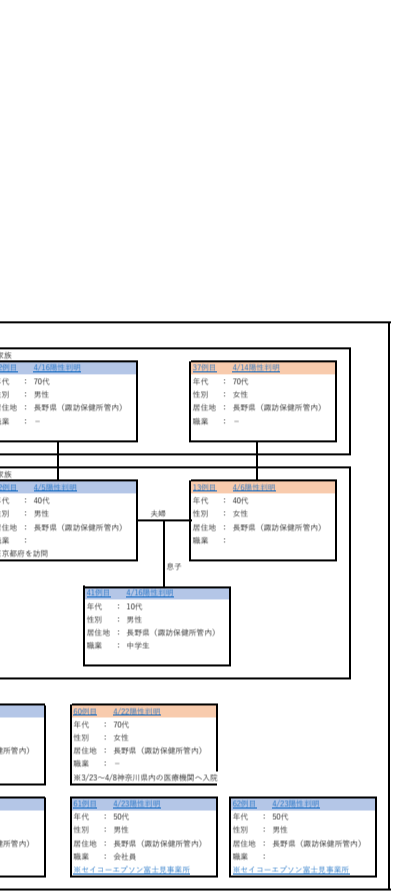 家族
例目 4/16陽性判明
年代 : 70代
性別 : 男性
居住地 : 長野県（諏訪保健所管内）
職業 : −
37例目 4/14陽性判明
年代 : 70代
性別 : 女性
居住地 : 長野県（諏訪保健所管内）
職業 : −
家族
例目 4/5陽性判明
年代 : 40代
性別 : 男性
居住地 : 長野県（諏訪保健所管内）
職業 :
京都府を訪問
夫婦
13例目 4/6陽性判明
年代 : 40代
性別 : 女性
居住地 : 長野県（諏訪保健所管内）
職業 :
息子
41例目 4/16陽性判明
年代 : 10代
性別 : 男性
居住地 : 長野県（諏訪保健所管内）
職業 : 中学生
健所管内）
60例目 4/22陽性判明
年代 : 70代
性別 : 女性
居住地 : 長野県（諏訪保健所管内）
職業 : −
※3/23～4/8神奈川県内の医療機関へ入院
健所管内）
61例目 4/23陽性判明
年代 : 50代
性別 : 男性
居住地 : 長野県（諏訪保健所管内）
職業 : 会社員
※セイコーエプソン富士見事業所
62例目 4/23陽性判明
年代 : 50代
性別 : 男性
居住地 : 長野県（諏訪保健所管内）
職業 :
※セイコーエプソン富士見事業所